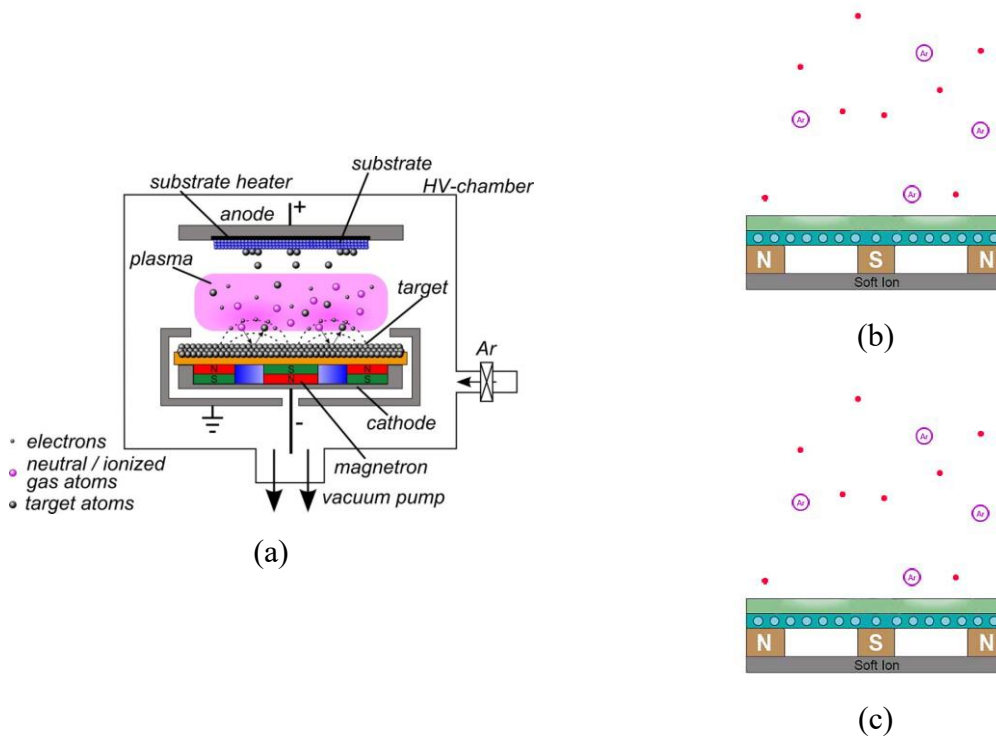 substrate
substrate heater
HV-chamber
anode
+
plasma
target
Ar
N
S
N
S
N
S
cathode
-
magnetron
electrons
neutral / ionized
gas atoms
target atoms
vacuum pump
(a)
Ar
Ar
Ar
Ar
N
S
N
Soft Ion
(b)
Ar
Ar
Ar
Ar
N
S
N
Soft Ion
(c)